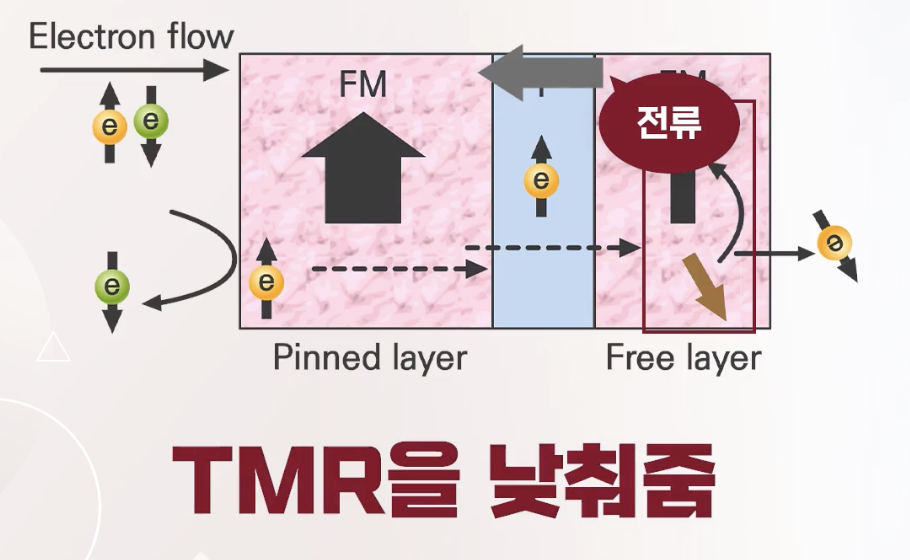 Electron flow
FM
전류
e
e
e
e
e
e
Pinned layer
Free layer
TMR을 낮춰줌